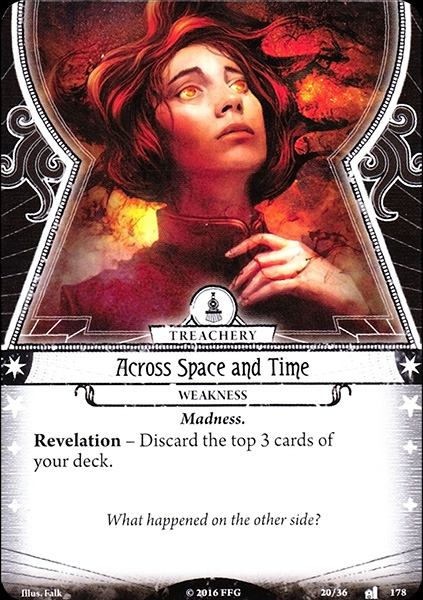 TREACHERY
Across Space and Time
WEAKNESS
Madness.
Revelation – Discard the top 3 cards of
your deck.
What happened on the other side?
Illus. Falk © 2016 FFG 20/36 178